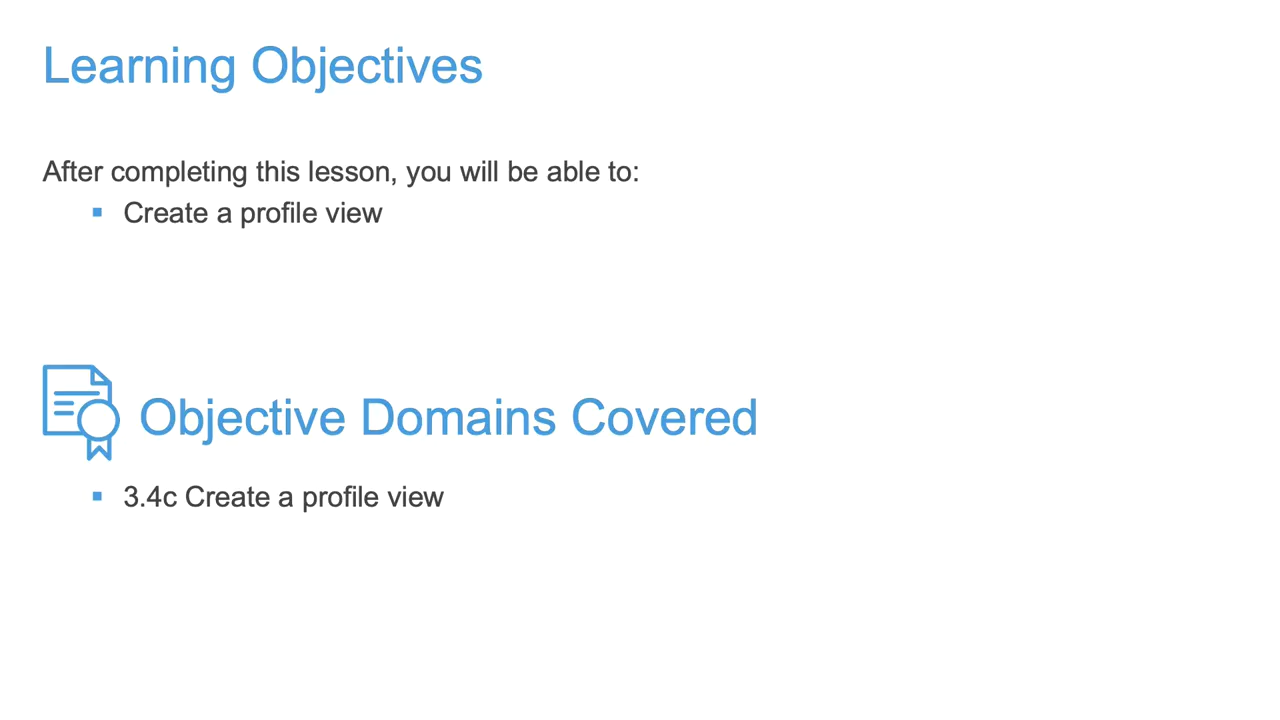 Learning Objectives
After completing this lesson, you will be able to:
▪ Create a profile view
Objective Domains Covered
▪ 3.4c Create a profile view